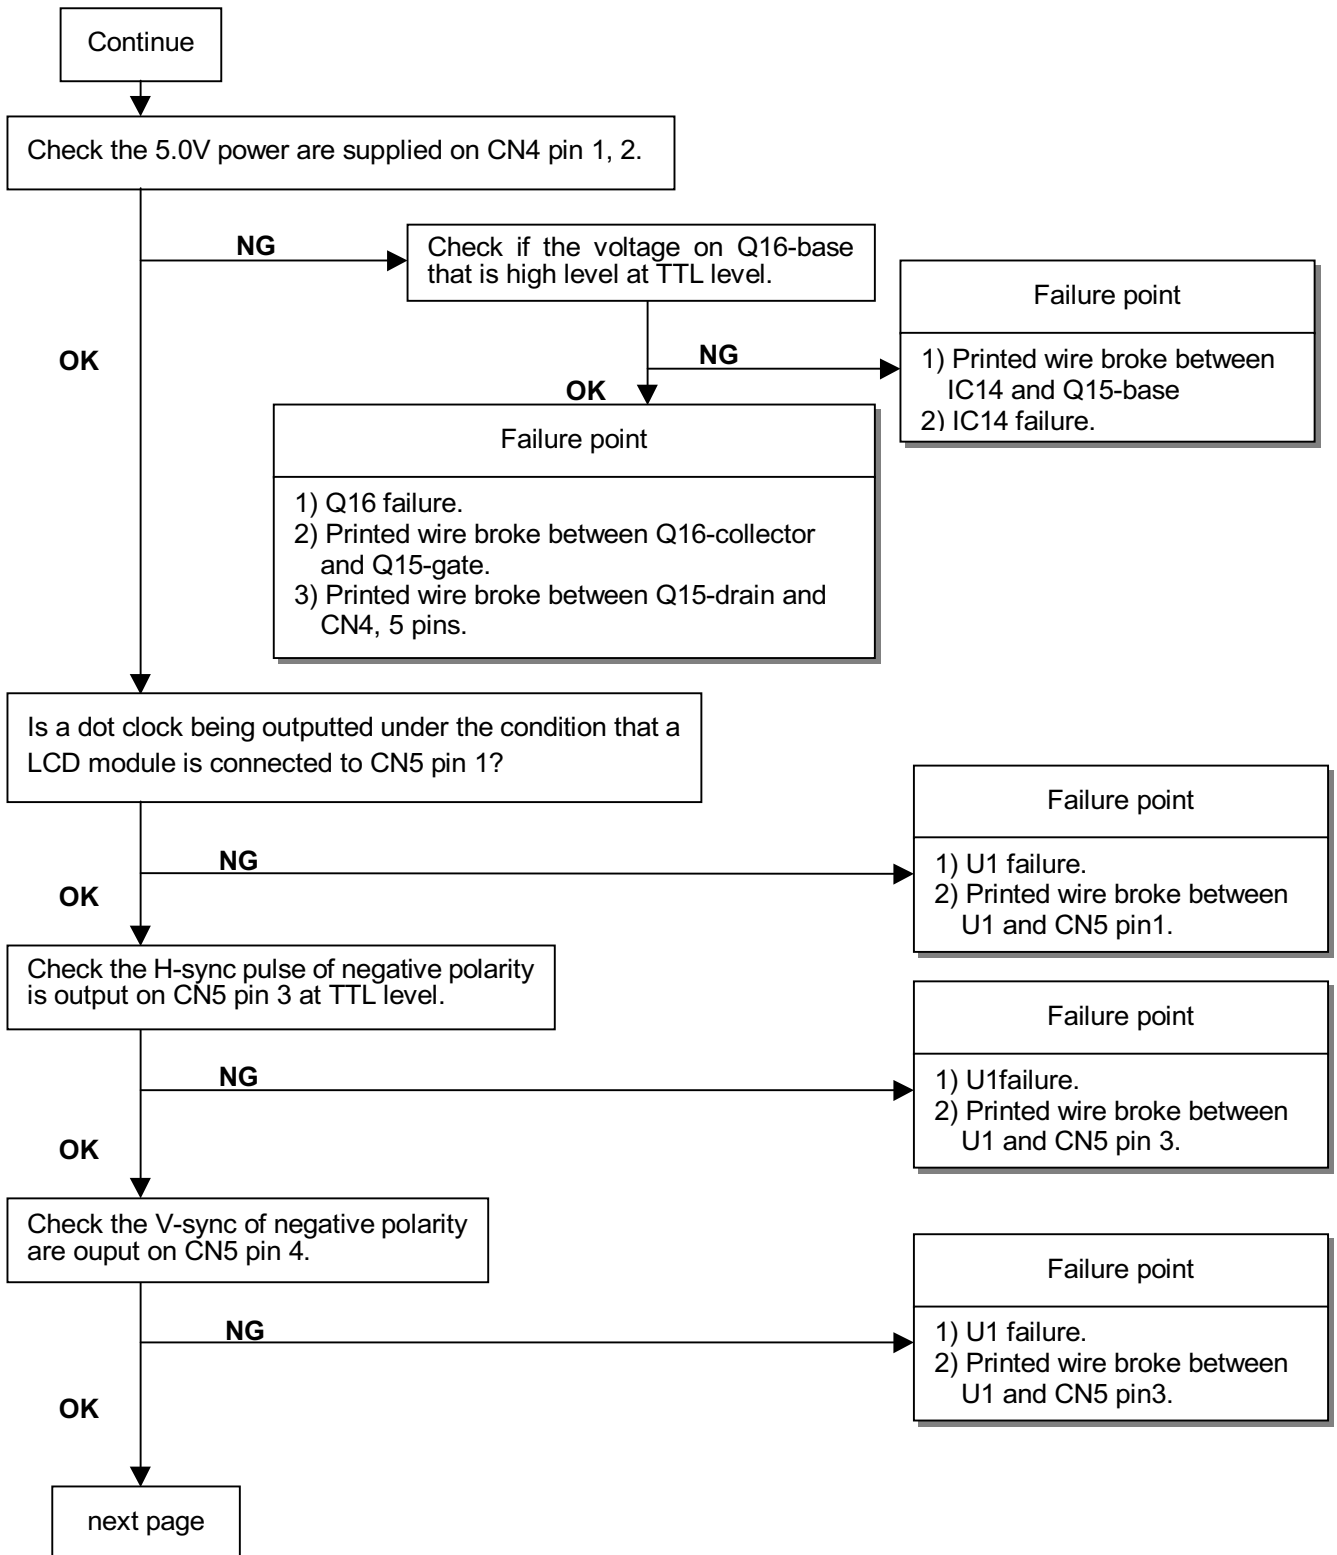 Continue
Check the 5.0V power are supplied on CN4 pin 1, 2.
NG
Check if the voltage on Q16-base
that is high level at TTL level.
OK
NG
Failure point
1) Printed wire broke between
IC14 and Q15-base
2) IC14 failure.
OK
Failure point
1) Q16 failure.
2) Printed wire broke between Q16-collector
and Q15-gate.
3) Printed wire broke between Q15-drain and
CN4, 5 pins.
Is a dot clock being outputted under the condition that a
LCD module is connected to CN5 pin 1?
NG
Failure point
1) U1 failure.
2) Printed wire broke between
U1 and CN5 pin1.
OK
Check the H-sync pulse of negative polarity
is output on CN5 pin 3 at TTL level.
NG
Failure point
1) U1failure.
2) Printed wire broke between
U1 and CN5 pin 3.
OK
Check the V-sync of negative polarity
are ouput on CN5 pin 4.
NG
Failure point
1) U1 failure.
2) Printed wire broke between
U1 and CN5 pin3.
OK
next page